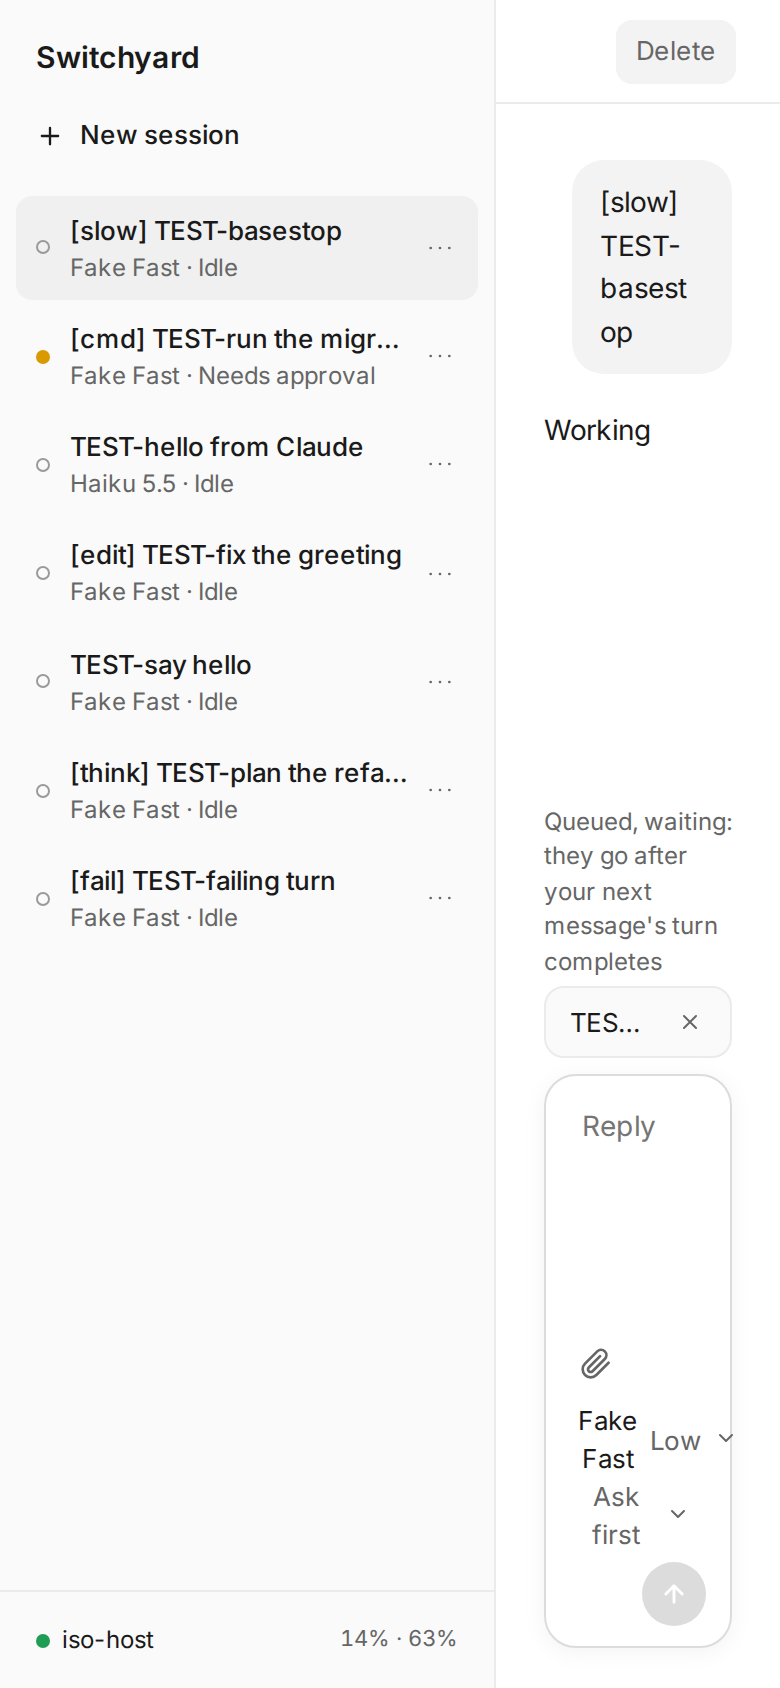 Switchyard
New session
[slow] TEST-basestop
Fake Fast · Idle
[cmd] TEST-run the migr...
Fake Fast · Needs approval
TEST-hello from Claude
Haiku 5.5 · Idle
[edit] TEST-fix the greeting
Fake Fast · Idle
TEST-say hello
Fake Fast · Idle
[think] TEST-plan the refa...
Fake Fast · Idle
[fail] TEST-failing turn
Fake Fast · Idle
iso-host
14% · 63%
Delete
[slow]
TEST-
basest
op
Working
Queued, waiting:
they go after
your next
message's turn
completes
TES...
Reply
Fake
Fast
Low
Ask
first